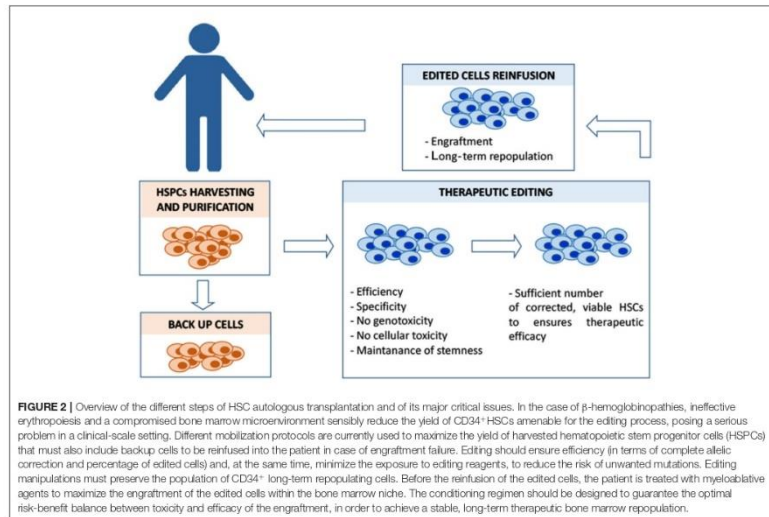 EDITED CELLS REINFUSION
- Engraftment
- Long-term repopulation
HSPCs HARVESTING
AND PURIFICATION
THERAPEUTIC EDITING
- Efficiency
- Specificity
- No genotoxicity
- No cellular toxicity
- Maintanance of stemness
- Sufficient number
of corrected, viable HSCs
to ensures therapeutic
efficacy
BACK UP CELLS
FIGURE 2 | Overview of the different steps of HSC autologous transplantation and of its major critical issues. In the case of β-hemoglobinopathies, ineffective
erythropoiesis and a compromised bone marrow microenvironment sensibly reduce the yield of CD34⁺ HSCs amenable for the editing process, posing a serious
problem in a clinical-scale setting. Different mobilization protocols are currently used to maximize the yield of harvested hematopoietic stem progenitor cells (HSPCs)
that must also include backup cells to be reinfused into the patient in case of engraftment failure. Editing should ensure efficiency (in terms of complete allelic
correction and percentage of edited cells) and, at the same time, minimize the exposure to editing reagents, to reduce the risk of unwanted mutations. Editing
manipulations must preserve the population of CD34⁺ long-term repopulating cells. Before the reinfusion of the edited cells, the patient is treated with myeloablative
agents to maximize the engraftment of the edited cells within the bone marrow niche. The conditioning regimen should be designed to guarantee the optimal
risk-benefit balance between toxicity and efficacy of the engraftment, in order to achieve a stable, long-term therapeutic bone marrow repopulation.